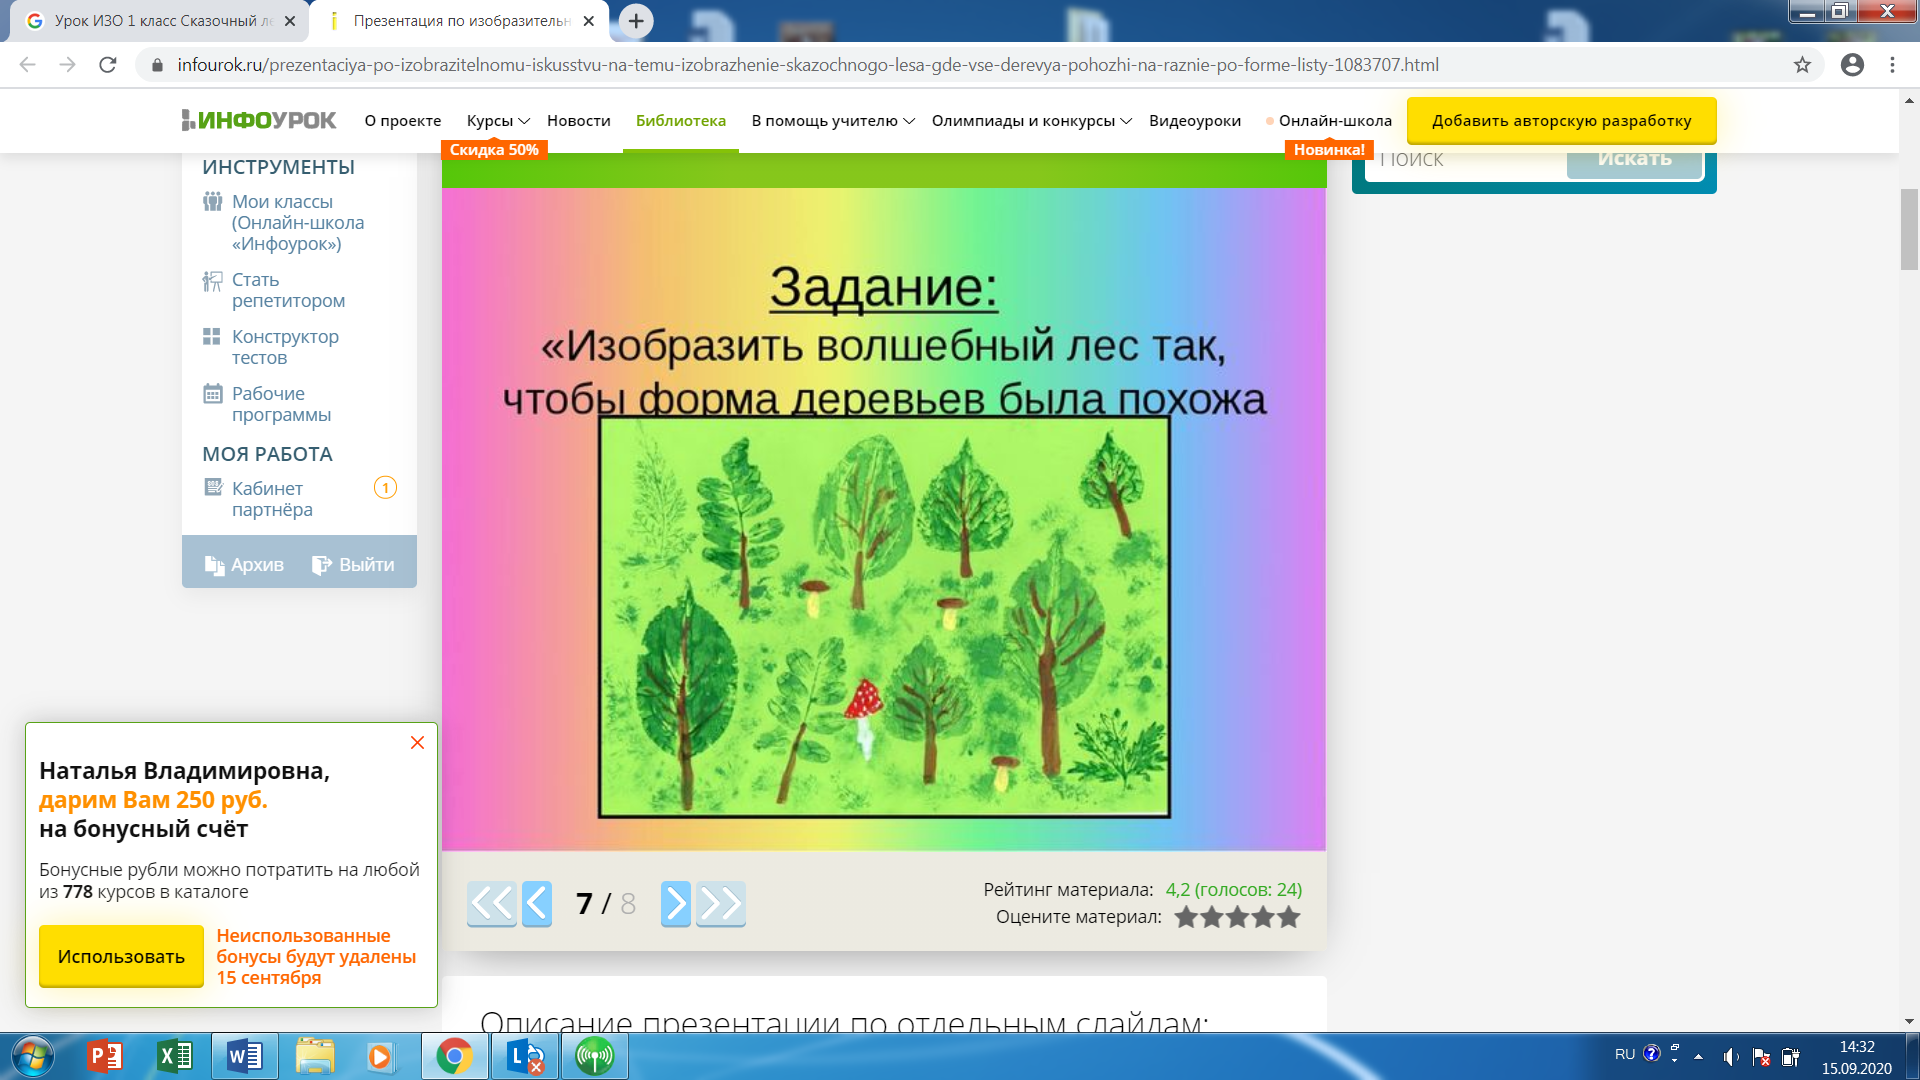 Урок ИЗО 1 класс Сказочный ле
Презентация по изобразительн
infourok.ru/prezentaciya-po-izobrazitelnomu-iskusstvu-na-temu-izobrazhenie-skazochnogo-lesa-gde-vse-derevya-pohozhi-na-raznie-po-forme-listy-1083707.html
ИНФОУРОК
О проекте
Курсы
Новости
Библиотека
В помощь учителю
Олимпиады и конкурсы
Видеоуроки
Онлайн-школа
Добавить авторскую разработку
Скидка 50%
Новинка!
ПОИСК
Искать
ИНСТРУМЕНТЫ
Мои классы
(Онлайн-школа
«Инфоурок»)
Стать
репетитором
Конструктор
тестов
Рабочие
программы
МОЯ РАБОТА
Кабинет
партнёра
1
Архив
Выйти
Задание:
«Изобразить волшебный лес так,
чтобы форма деревьев была похожа
Наталья Владимировна,
дарим Вам 250 руб.
на бонусный счёт
Бонусные рубли можно потратить на любой
из 778 курсов в каталоге
Использовать
Неиспользованные
бонусы будут удалены
15 сентября
7 / 8
Рейтинг материала: 4,2 (голосов: 24)
Оцените материал:
Описание презентации по отдельным слайдам:
RU
14:32
15.09.2020